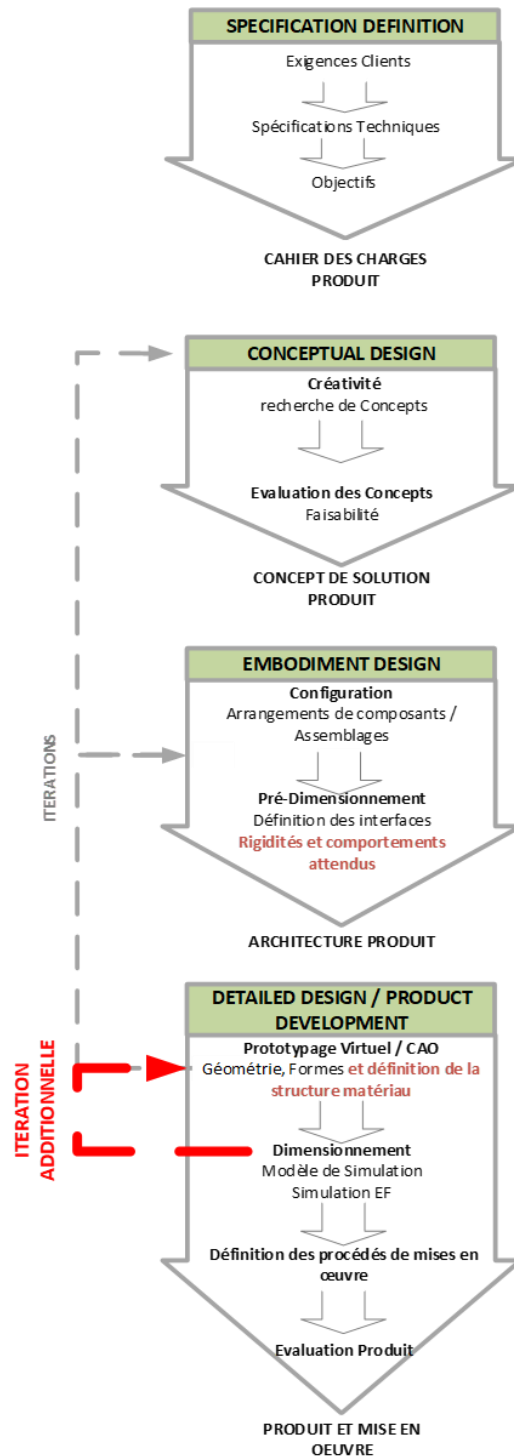 SPECIFICATION DEFINITION
Exigences Clients
Spécifications Techniques
Objectifs
CAHIER DES CHARGES
PRODUIT
CONCEPTUAL DESIGN
Créativité
recherche de Concepts
Evaluation des Concepts
Faisabilité
CONCEPT DE SOLUTION
PRODUIT
EMBODIMENT DESIGN
Configuration
Arrangements de composants /
Assemblages
Pré-Dimensionnement
Définition des interfaces
Rigidités et comportements
attendus
ARCHITECTURE PRODUIT
ITERATIONS
DETAILED DESIGN / PRODUCT
DEVELOPMENT
Prototypage Virtuel / CAO
Géométrie, Formes et définition de la
structure matériau
ITERATION
ADDITIONNELLE
Dimensionnement
Modèle de Simulation
Simulation EF
Définition des procédés de mises en
œuvre
Evaluation Produit
PRODUIT ET MISE EN
OEUVRE